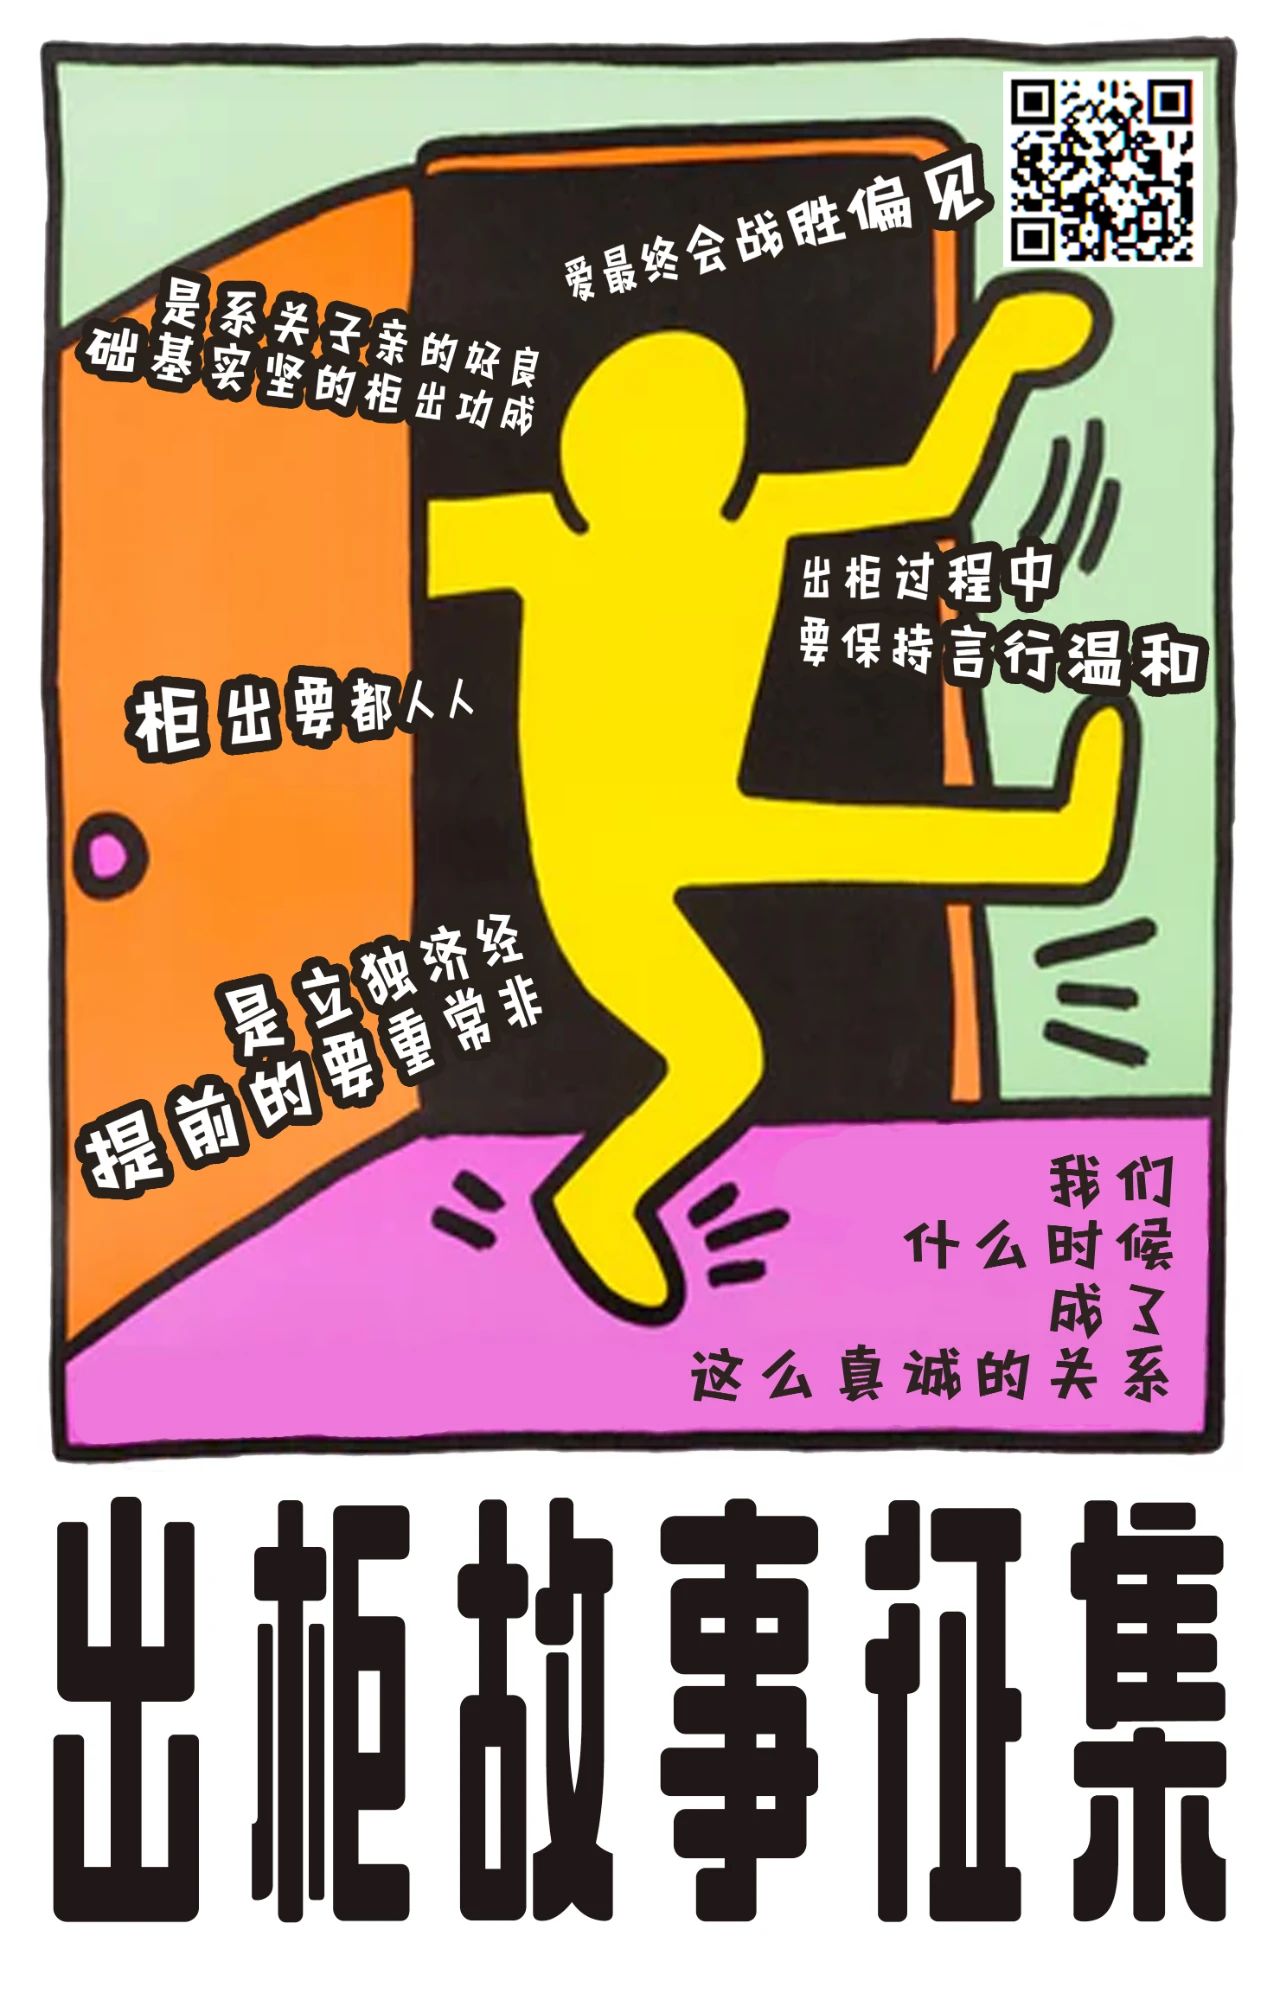 爱最终会战胜偏见
良好的亲子关系是
成功出柜的坚实基础
出柜过程中
要保持言行温和
人人都要出柜
经济独立是
非常重要的前提
我们
什么时候
成了
这么真诚的关系
出柜故事征集